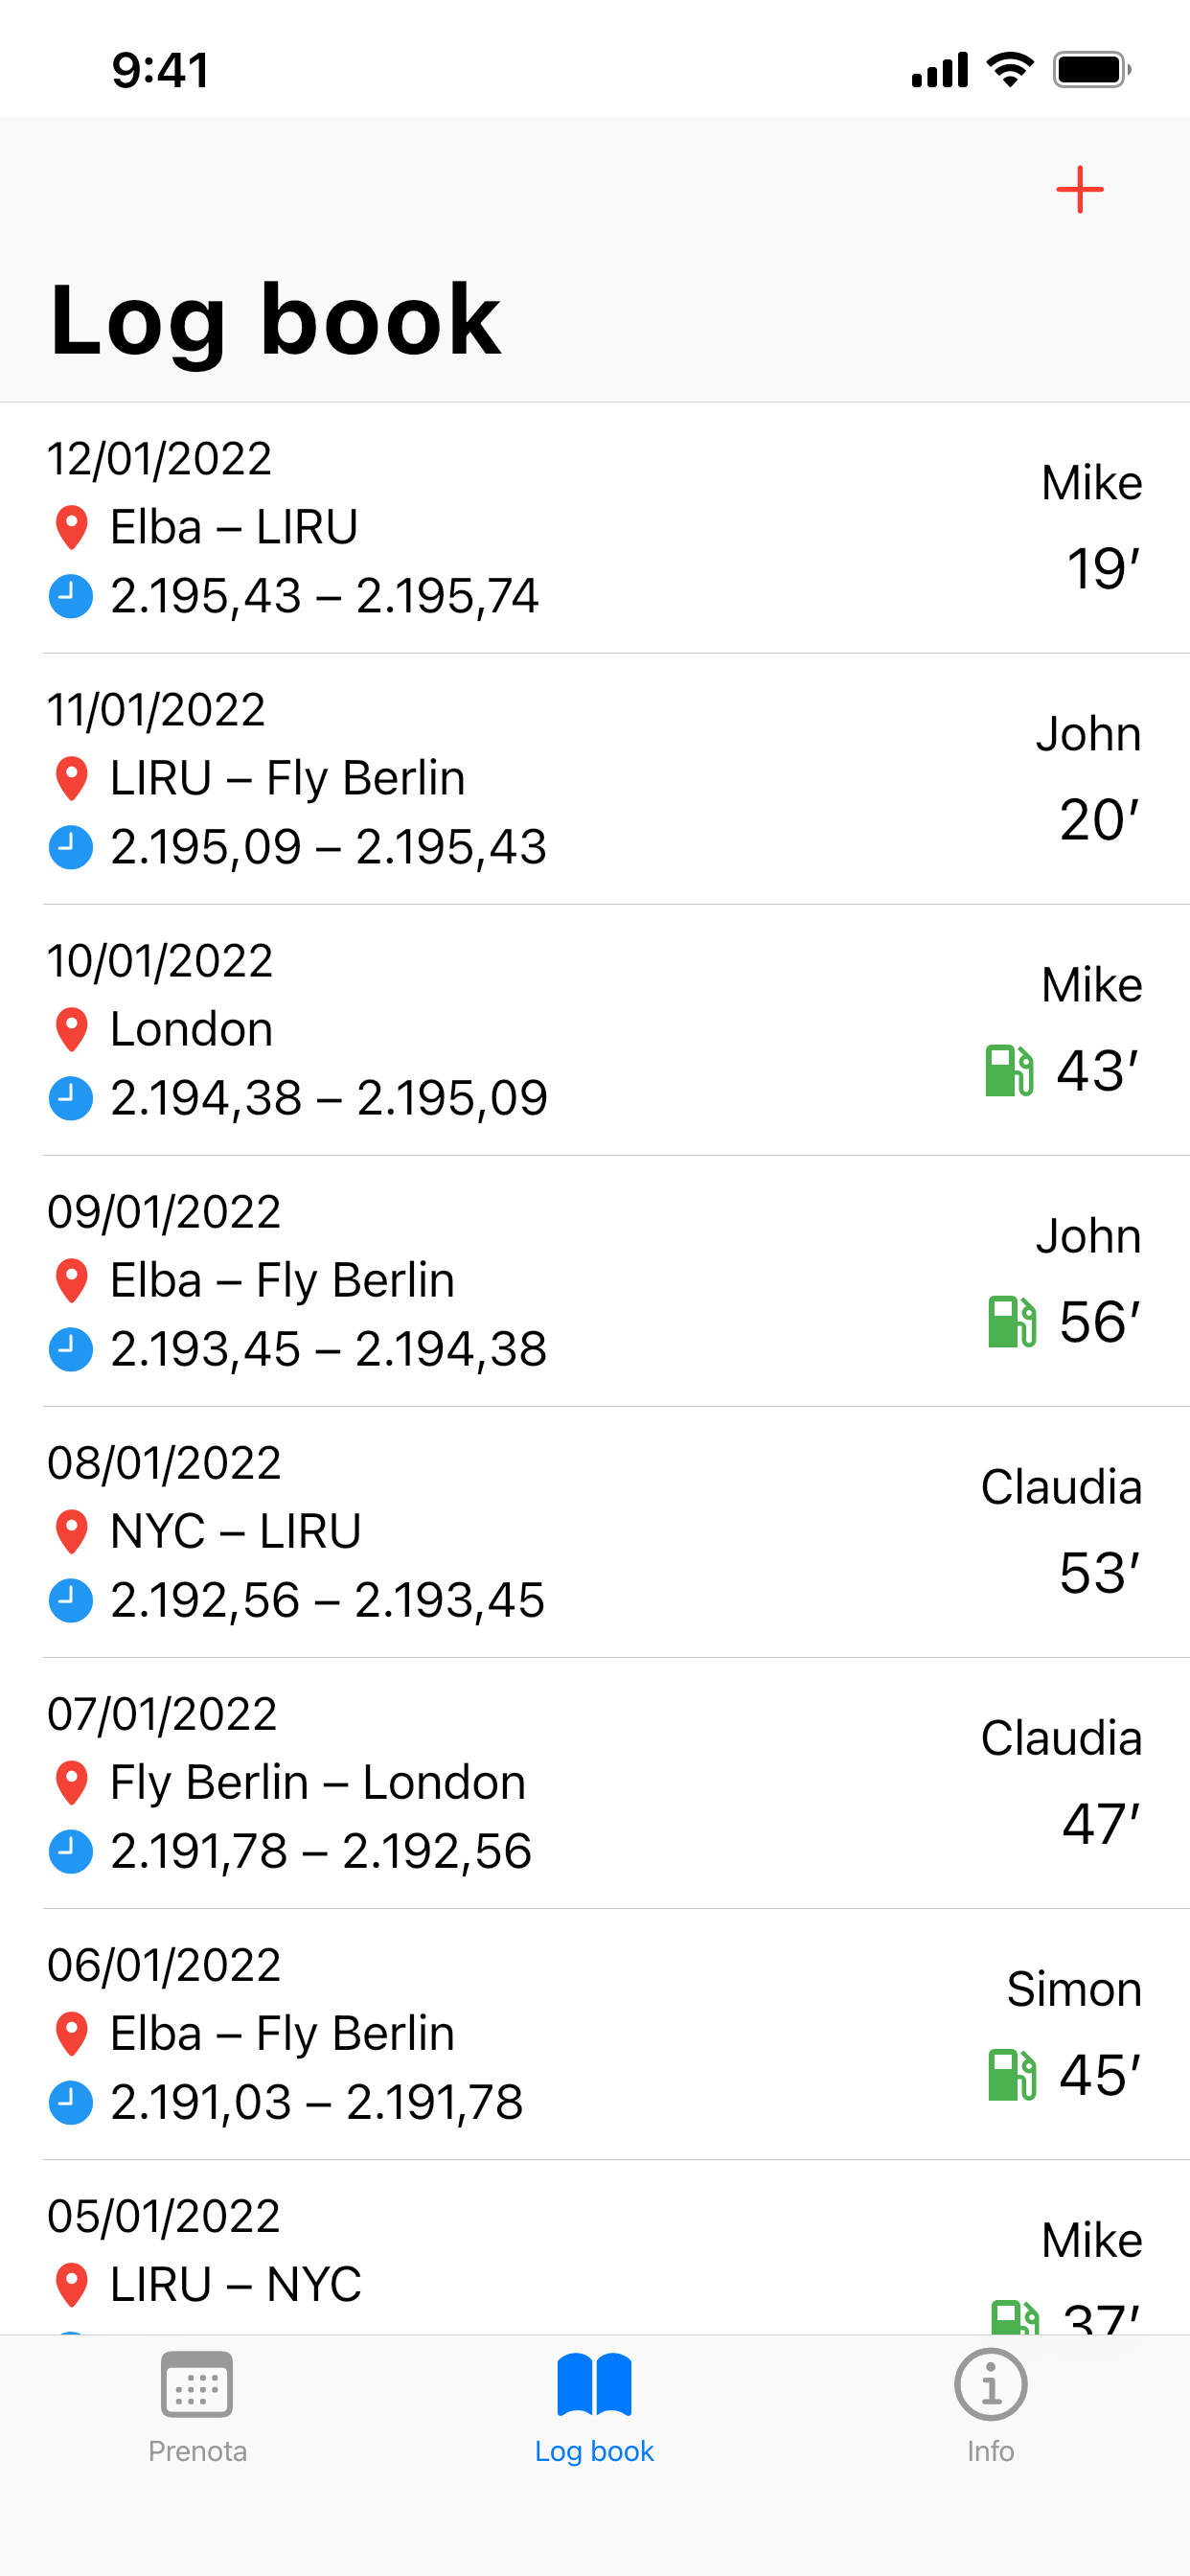 9:41
Log book
12/01/2022
Mike
Elba – LIRU
19’
2.195,43 – 2.195,74
11/01/2022
John
LIRU – Fly Berlin
20’
2.195,09 – 2.195,43
10/01/2022
Mike
London
43’
2.194,38 – 2.195,09
09/01/2022
John
Elba – Fly Berlin
56’
2.193,45 – 2.194,38
08/01/2022
Claudia
NYC – LIRU
53’
2.192,56 – 2.193,45
07/01/2022
Claudia
Fly Berlin – London
47’
2.191,78 – 2.192,56
06/01/2022
Simon
Elba – Fly Berlin
45’
2.191,03 – 2.191,78
05/01/2022
Mike
LIRU – NYC
37’
Prenota
Log book
Info